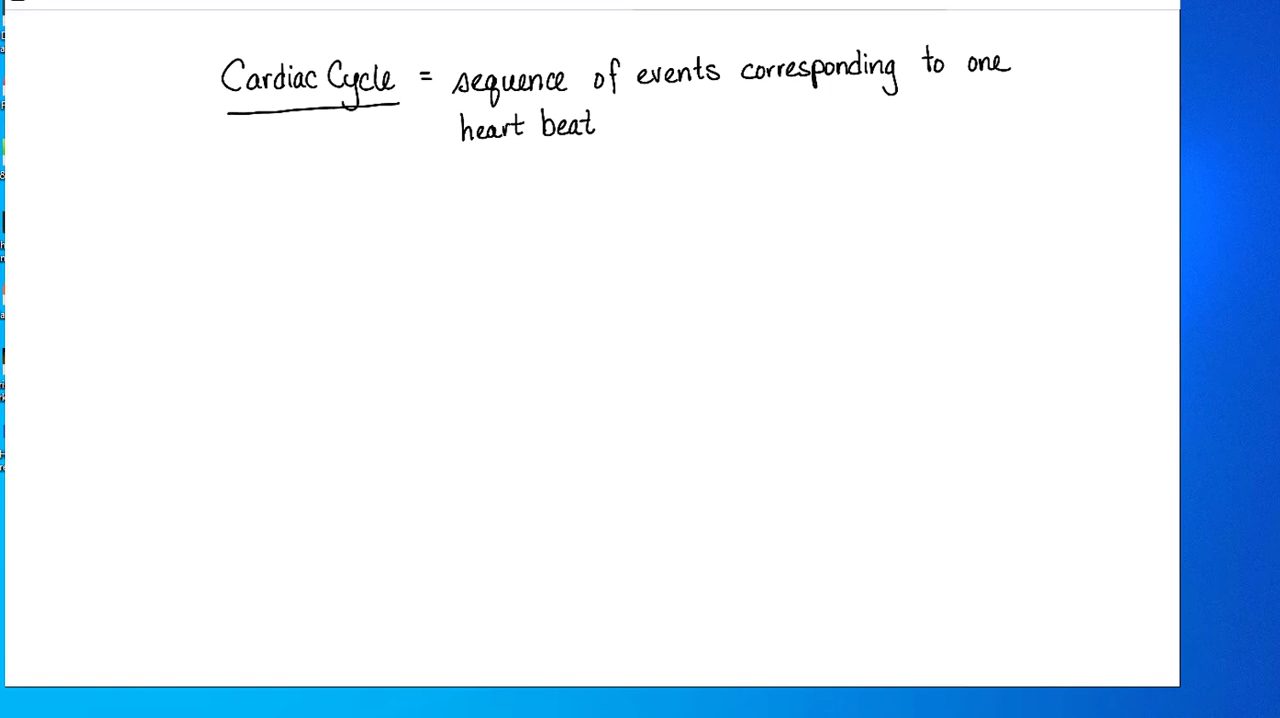 Cardiac Cycle = sequence of events corresponding to one
heart beat